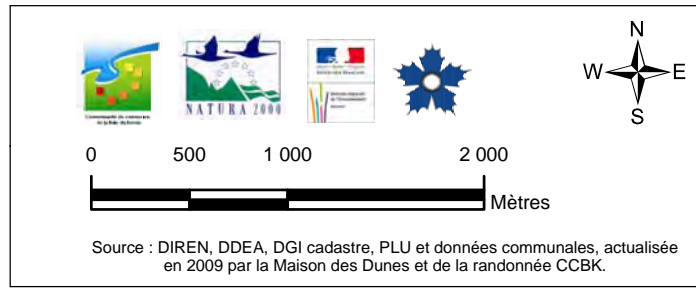 NATURA 2000
N
W E
S
0 500 1 000 2 000
Mètres
Source : DIREN, DDEA, DGI cadastre, PLU et données communales, actualisée
en 2009 par la Maison des Dunes et de la randonnée CCBK.